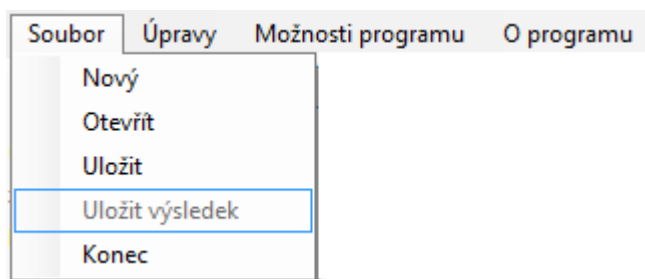 Soubor Úpravy Možnosti programu O programu
Nový
Otevřít
Uložit
Uložit výsledek
Konec